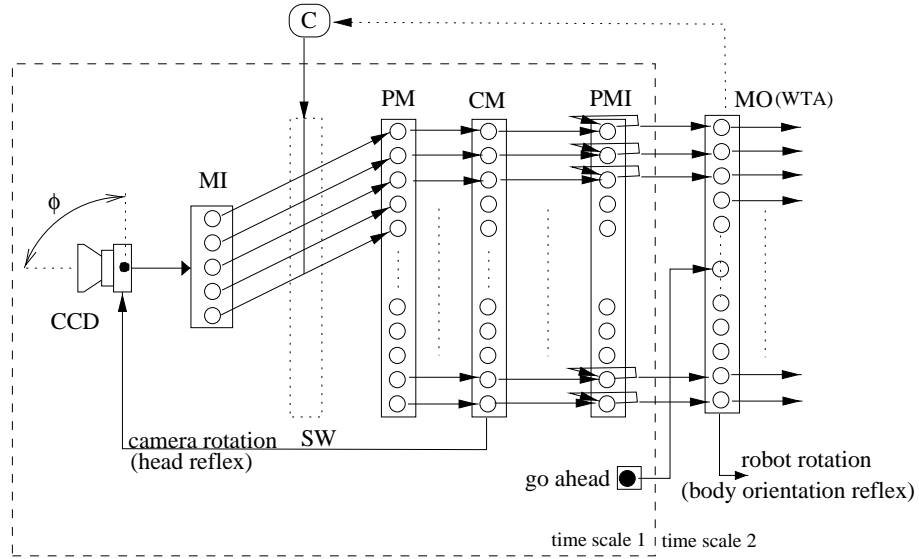 C
PM
CM
PMI
MO (WTA)
MI
ϕ
CCD
camera rotation
(head reflex)
SW
go ahead
robot rotation
(body orientation reflex)
time scale 1
time scale 2